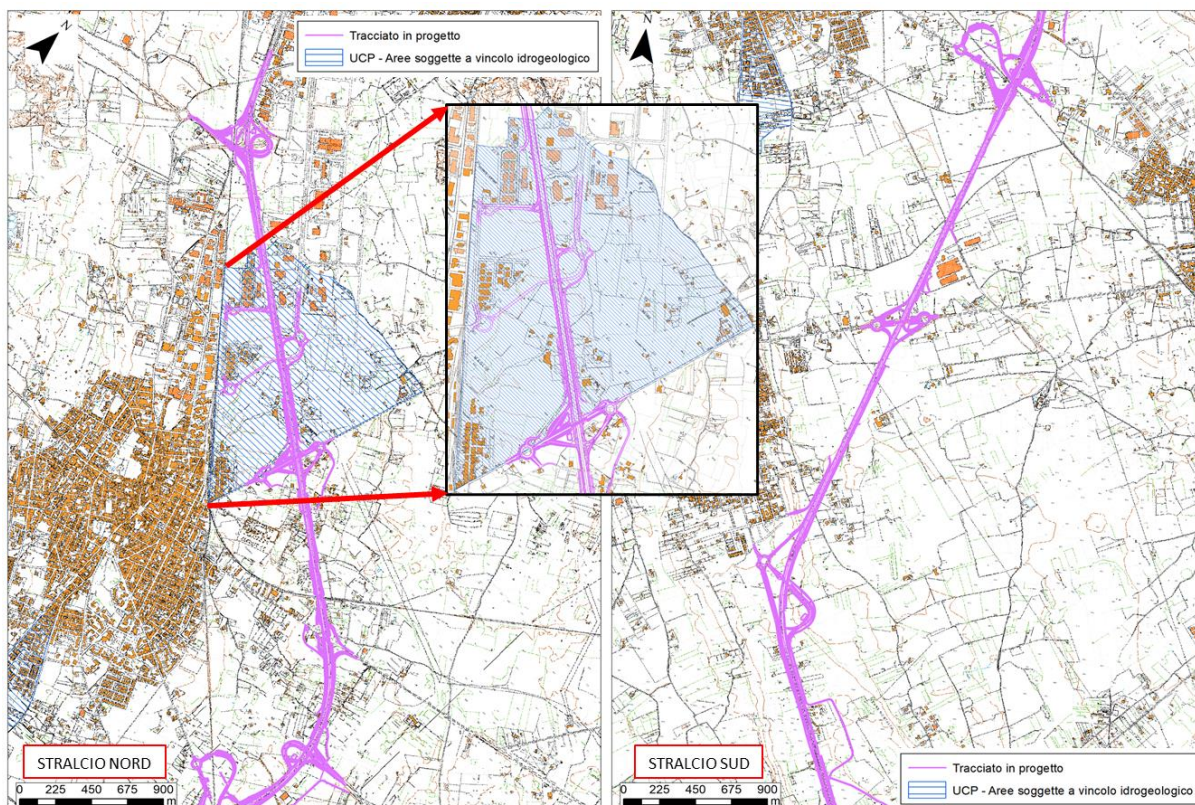 N
Tracciato in progetto
UCP - Aree soggette a vincolo idrogeologico
N
STRALCIO NORD
0 225 450 675 900
m
STRALCIO SUD
0 225 450 675 900
m
Tracciato in progetto
UCP - Aree soggette a vincolo idrogeologico